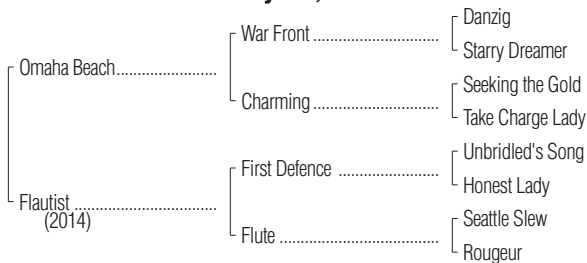 Danzig
War Front ....................................
Starry Dreamer
Omaha Beach.........................
Seeking the Gold
Charming ....................................
Take Charge Lady
Unbridled's Song
First Defence .............................
Honest Lady
Flautist ....................................
(2014)
Seattle Slew
Flute ...........................................
Rougeur